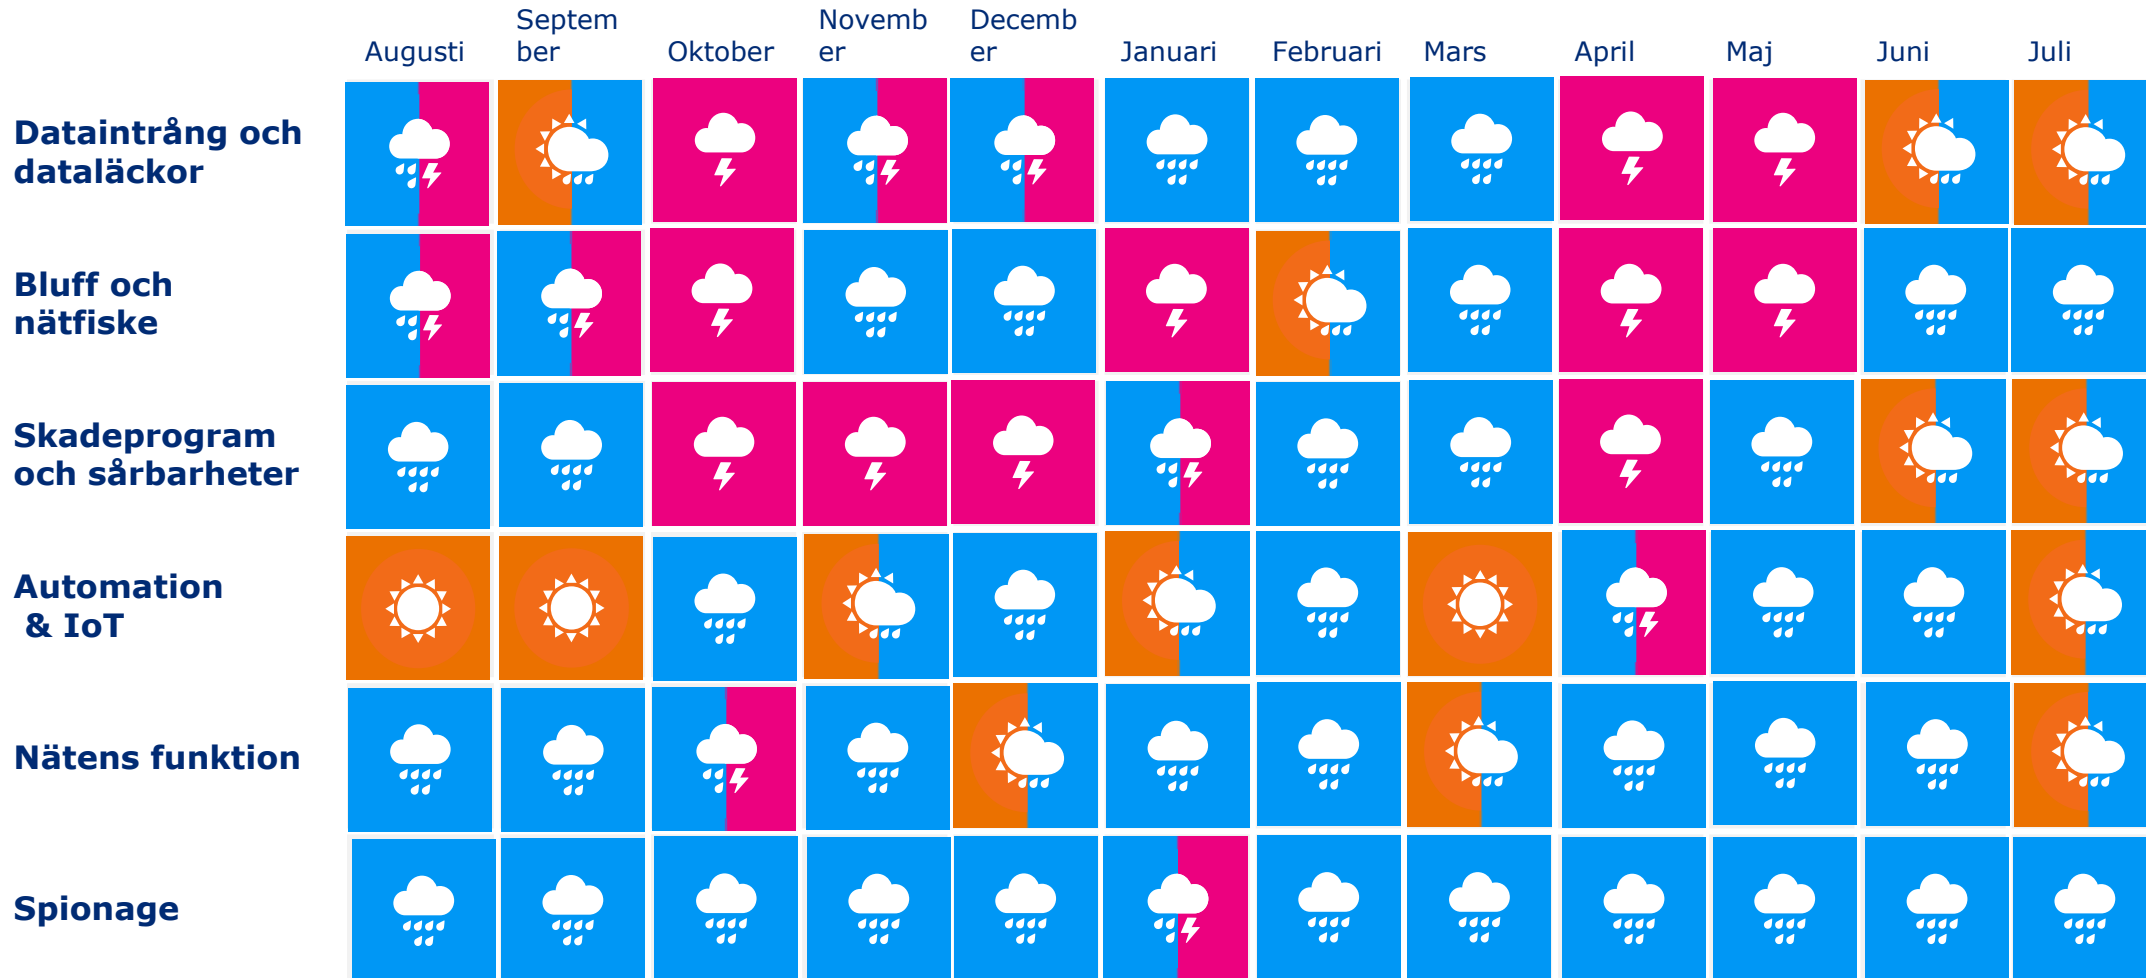 Augusti
Septem
ber
Oktober
Novemb
er
Decemb
er
Januari
Februari
Mars
April
Maj
Juni
Juli
Dataintrång och
dataläckor
Bluff och
nätfiske
Skadeprogram
och sårbarheter
Automation
& IoT
Nätens funktion
Spionage